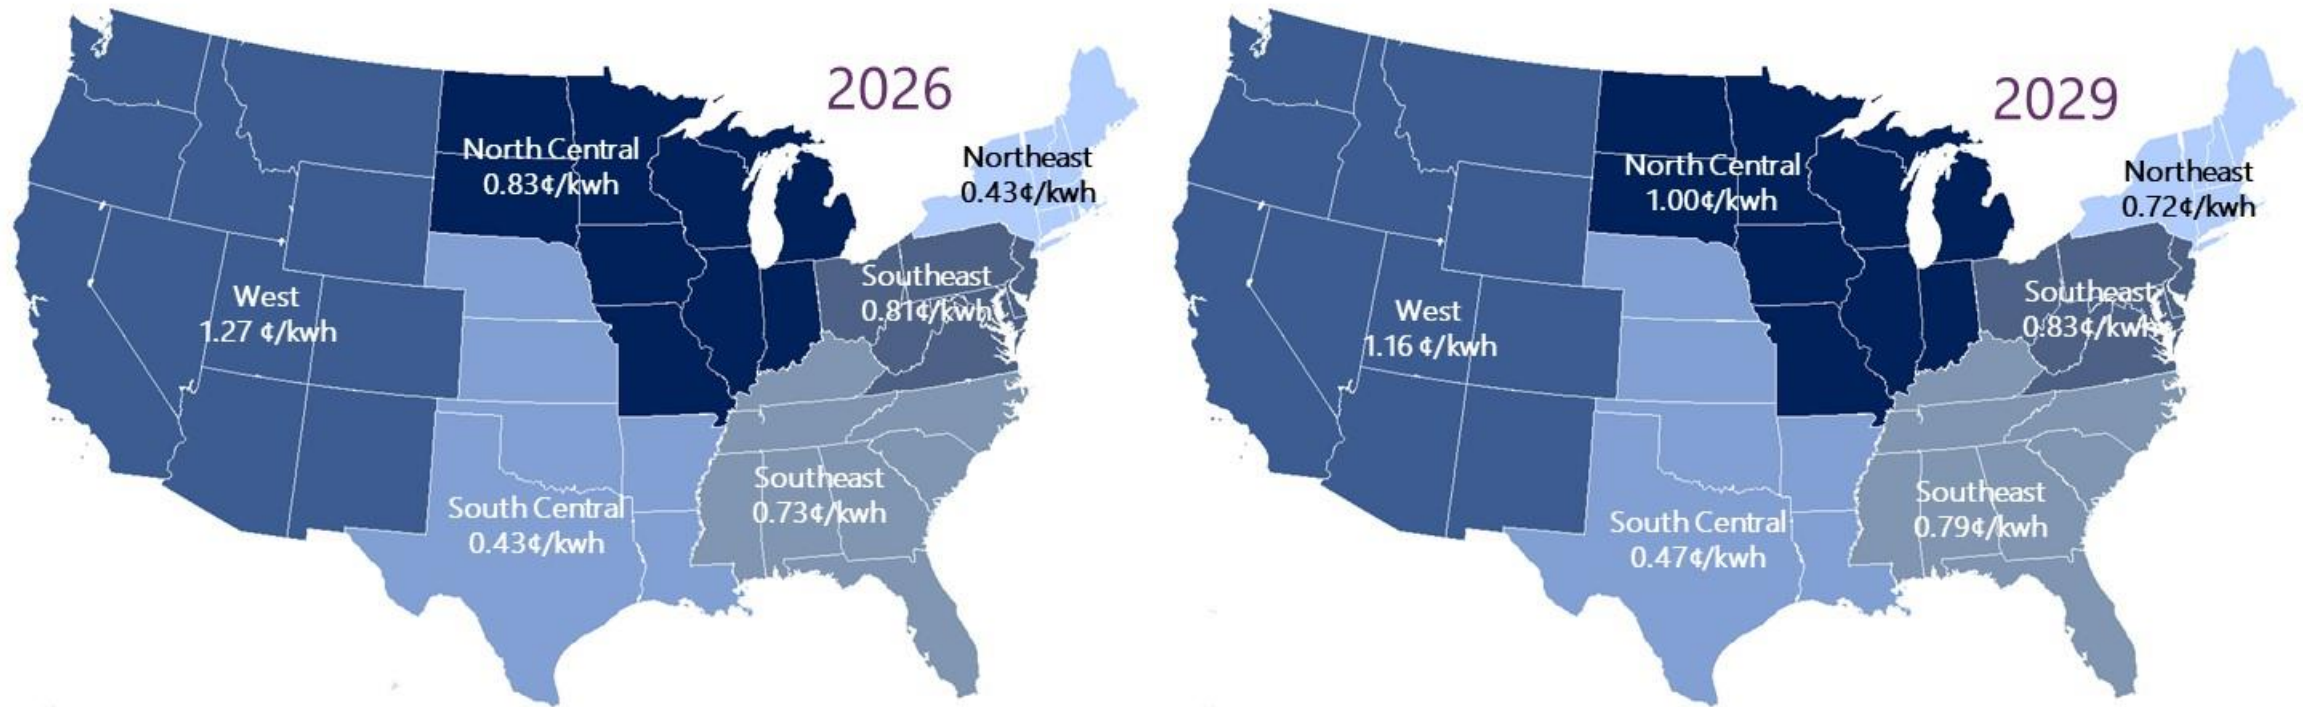 2026
North Central
0.83¢/kwh
Northeast
0.43¢/kwh
Southeast
0.81¢/kwh
West
1.27 ¢/kwh
Southeast
0.73¢/kwh
South Central
0.43¢/kwh
2029
North Central
1.00¢/kwh
Northeast
0.72¢/kwh
Southeast
0.83¢/kwh
West
1.16 ¢/kwh
Southeast
0.79¢/kwh
South Central
0.47¢/kwh